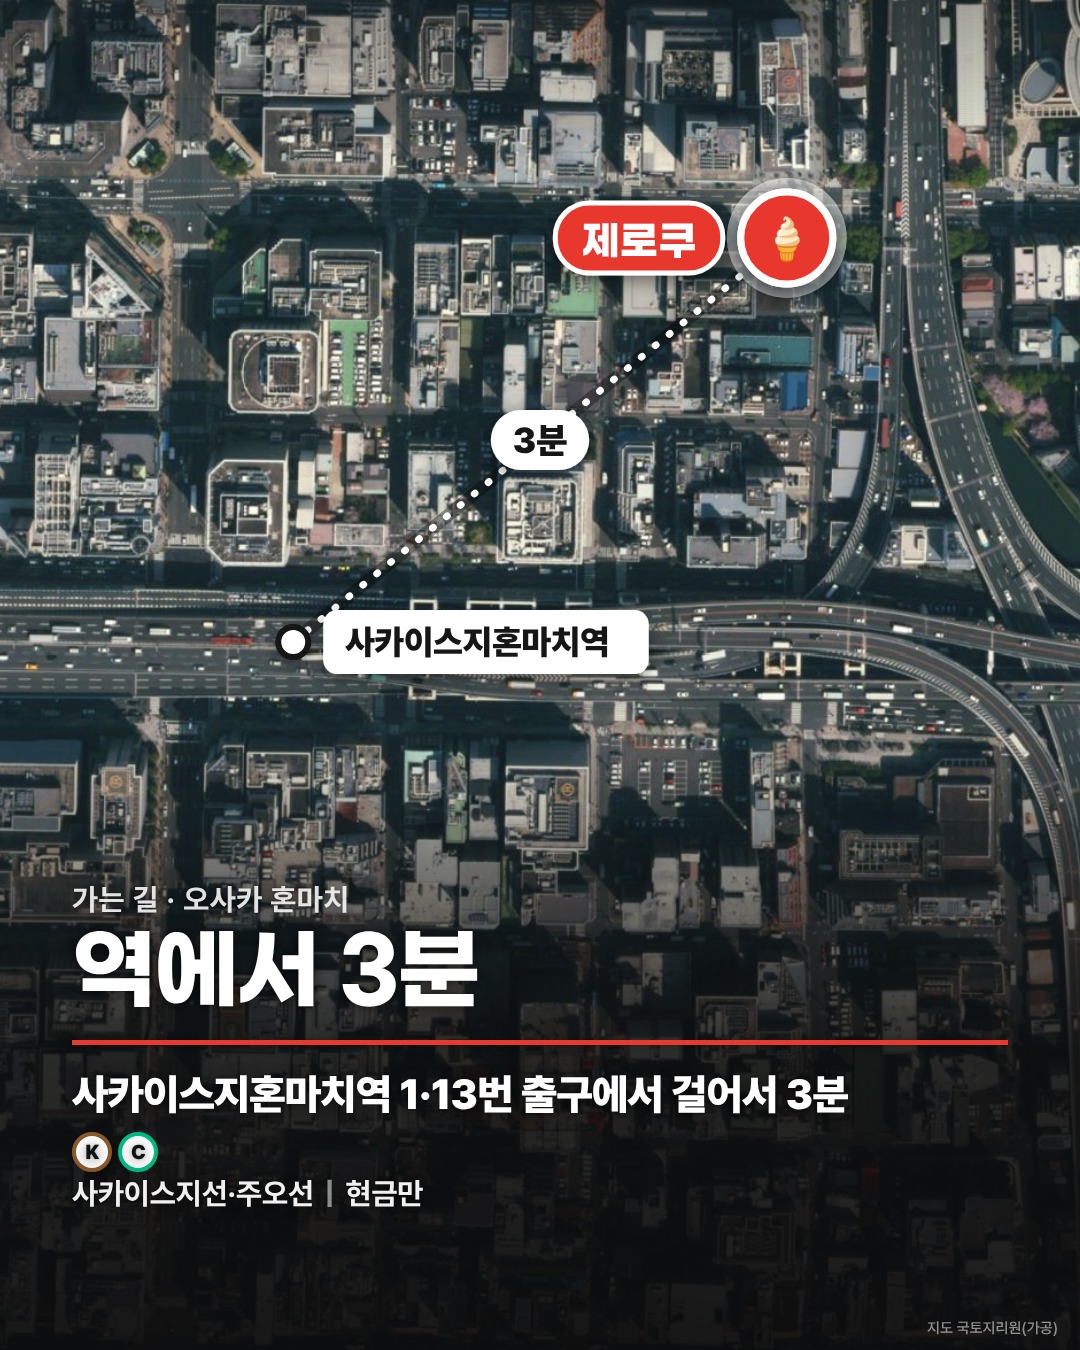 제로쿠
3분
사카이스지혼마치역
가는 길 · 오사카 혼마치
역에서 3분
사카이스지혼마치역 1·13번 출구에서 걸어서 3분
K C
사카이스지선·주오선 | 현금만
지도 국토지리원(가공)